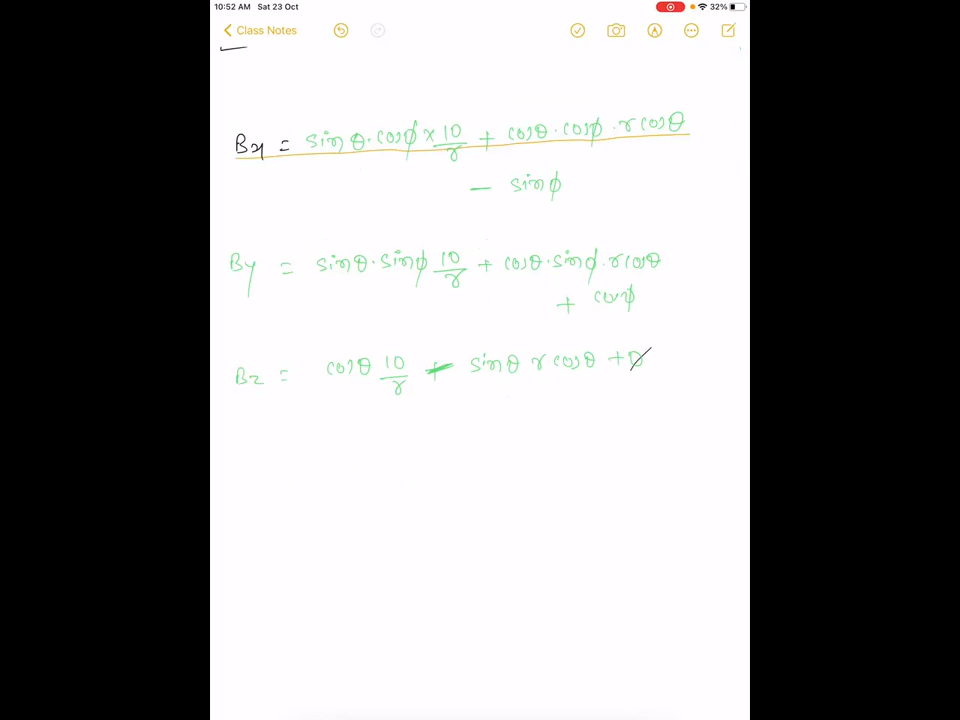 10:52 AM Sat 23 Oct 32%
Class Notes
Bx = sinθ·cosϕ × 10/r + cosθ·cosϕ·r cosθ
− sinϕ
By = sinθ·sinϕ 10/r + cosθ·sinϕ·r cosθ
+ cosϕ
Bz = cosθ 10/r − sinθ r cosθ + 0